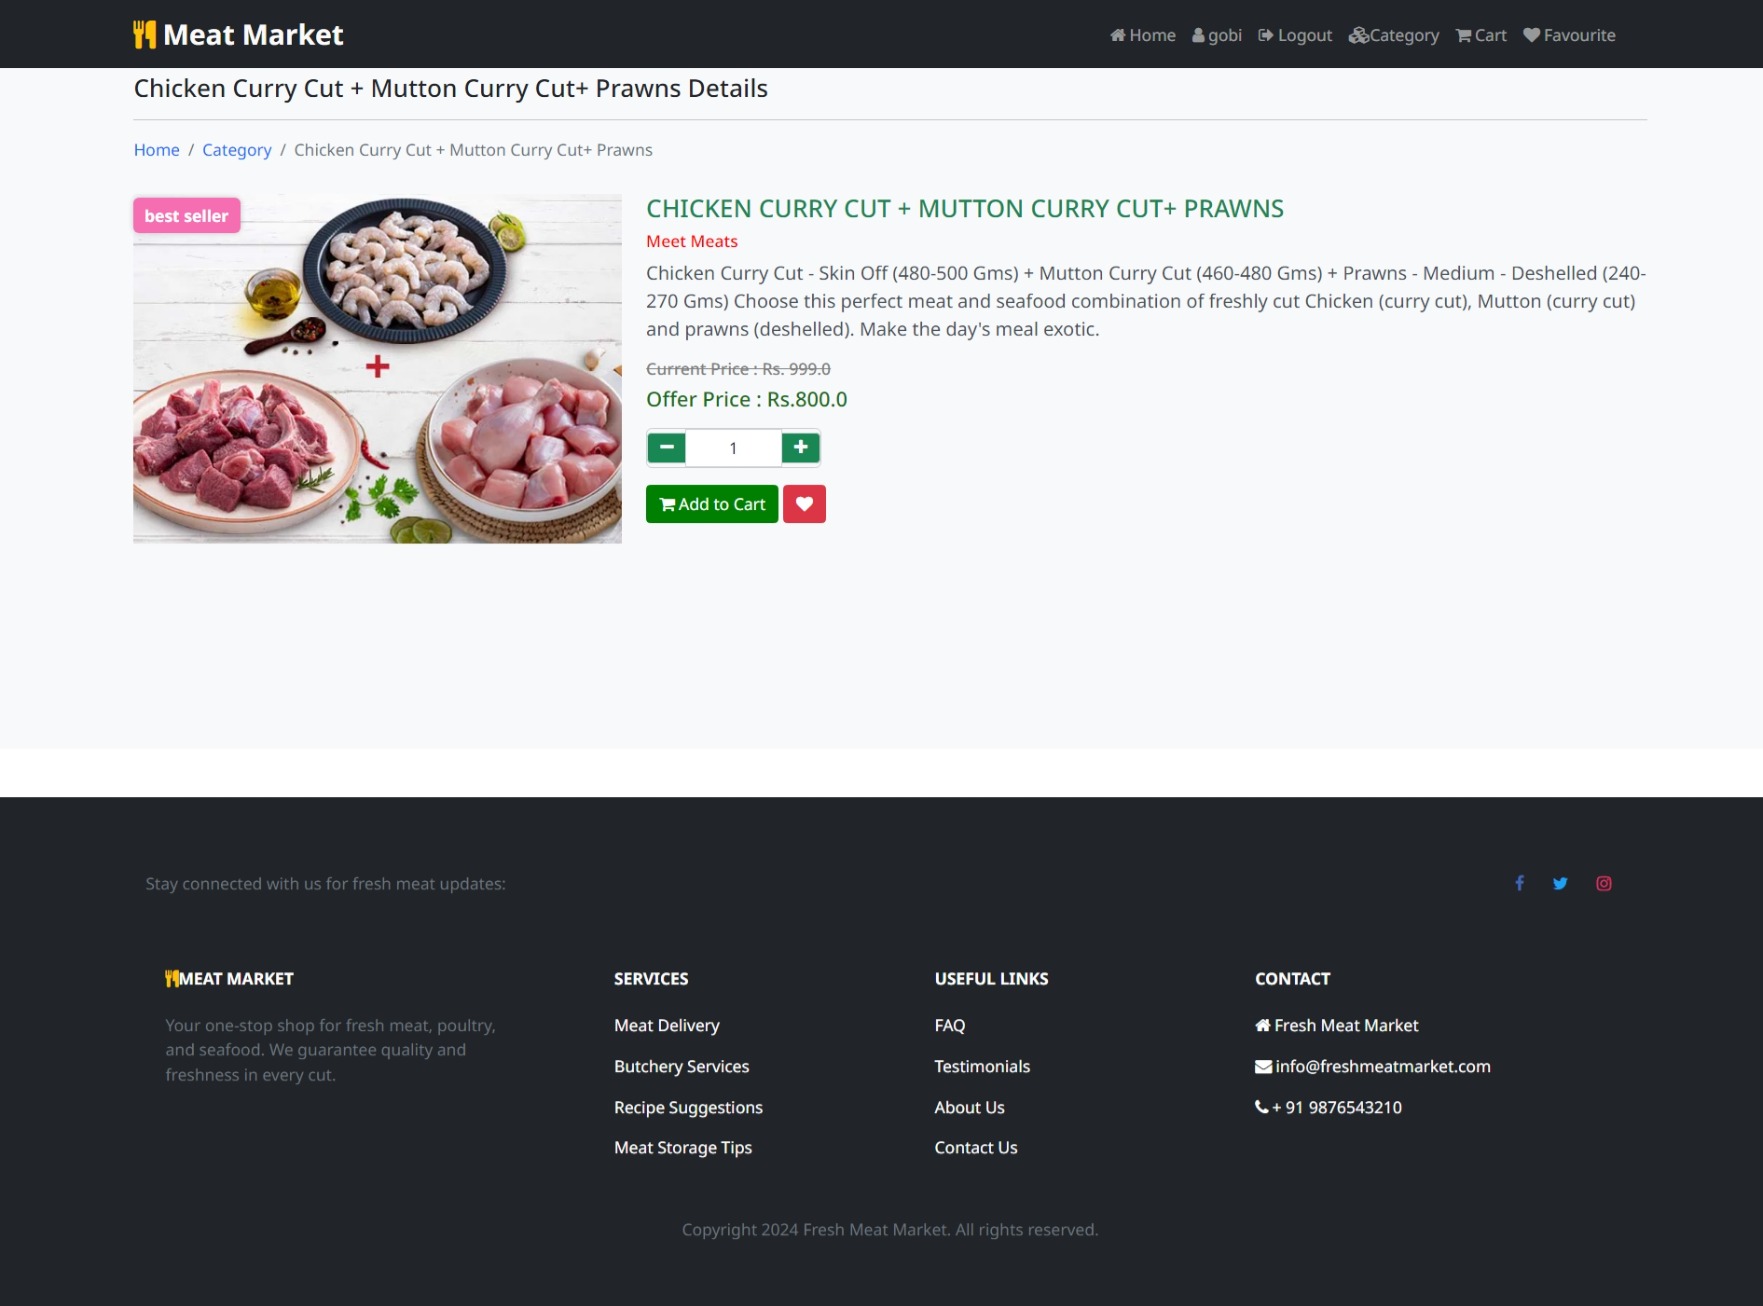 Meat Market
Home gobi Logout Category Cart Favourite
Chicken Curry Cut + Mutton Curry Cut+ Prawns Details
Home / Category / Chicken Curry Cut + Mutton Curry Cut+ Prawns
best seller
CHICKEN CURRY CUT + MUTTON CURRY CUT+ PRAWNS
Meet Meats
Chicken Curry Cut - Skin Off (480-500 Gms) + Mutton Curry Cut (460-480 Gms) + Prawns - Medium - Deshelled (240-
270 Gms) Choose this perfect meat and seafood combination of freshly cut Chicken (curry cut), Mutton (curry cut)
and prawns (deshelled). Make the day's meal exotic.
Current Price : Rs. 999.0
Offer Price : Rs.800.0
1
Add to Cart
Stay connected with us for fresh meat updates:
MEAT MARKET
Your one-stop shop for fresh meat, poultry,
and seafood. We guarantee quality and
freshness in every cut.
SERVICES
Meat Delivery
Butchery Services
Recipe Suggestions
Meat Storage Tips
USEFUL LINKS
FAQ
Testimonials
About Us
Contact Us
CONTACT
Fresh Meat Market
info@freshmeatmarket.com
+ 91 9876543210
Copyright 2024 Fresh Meat Market. All rights reserved.